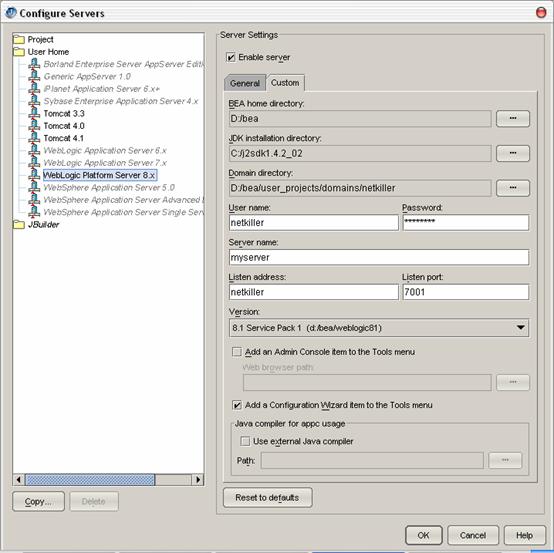 Configure Servers
Project
User Home
Borland Enterprise Server AppServer Editi
Generic AppServer 1.0
iPlanet Application Server 6.x+
Sybase Enterprise Application Server 4.x
Tomcat 3.3
Tomcat 4.0
Tomcat 4.1
WebLogic Application Server 6.x
WebLogic Application Server 7.x
WebLogic Platform Server 8.x
WebSphere Application Server 5.0
WebSphere Application Server Advanced E
WebSphere Application Server Single Serv
JBuilder
Copy...
Delete
Server Settings
Enable server
General
Custom
BEA home directory:
D:/bea
...
JDK installation directory:
C:/j2sdk1.4.2_02
...
Domain directory:
D:/bea/user_projects/domains/netkiller
...
User name:
Password:
netkiller
********
Server name:
myserver
Listen address:
Listen port:
netkiller
7001
Version:
8.1 Service Pack 1 (d:/bea/weblogic81)
Add an Admin Console item to the Tools menu
Web browser path:
...
Add a Configuration Wizard item to the Tools menu
Java compiler for appc usage
Use external Java compiler
Path:
...
Reset to defaults
OK
Cancel
Help